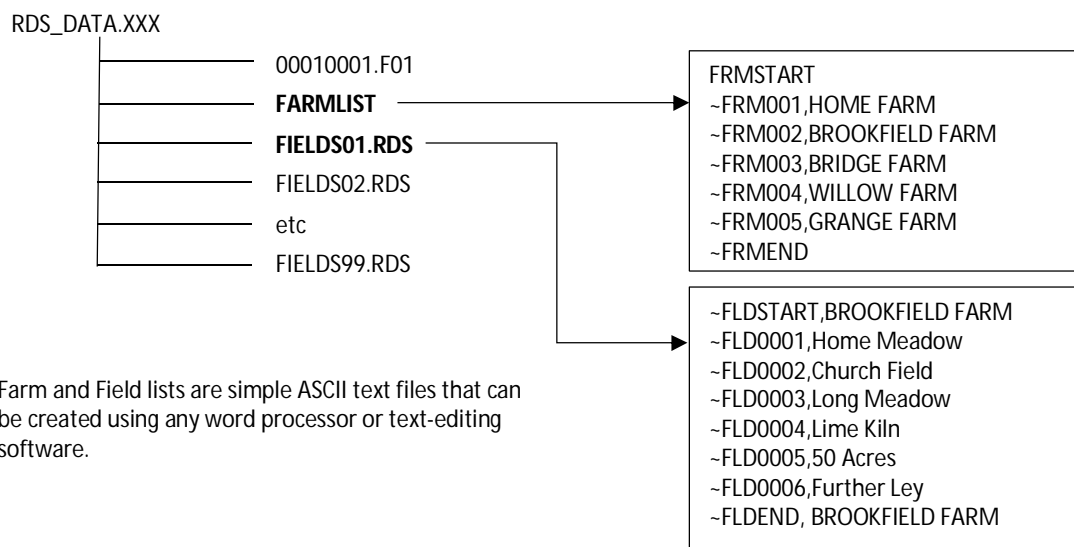 RDS_DATA.XXX
00010001.F01
FARMLIST
FIELDS01.RDS
FIELDS02.RDS
etc
FIELDS99.RDS
FRMSTART
~FRM001,HOME FARM
~FRM002,BROOKFIELD FARM
~FRM003,BRIDGE FARM
~FRM004,WILLOW FARM
~FRM005,GRANGE FARM
~FRMEND
~FLDSTART,BROOKFIELD FARM
~FLD0001,Home Meadow
~FLD0002,Church Field
~FLD0003,Long Meadow
~FLD0004,Lime Kiln
~FLD0005,50 Acres
~FLD0006,Further Ley
~FLDEND, BROOKFIELD FARM
Farm and Field lists are simple ASCII text files that can
be created using any word processor or text-editing
software.